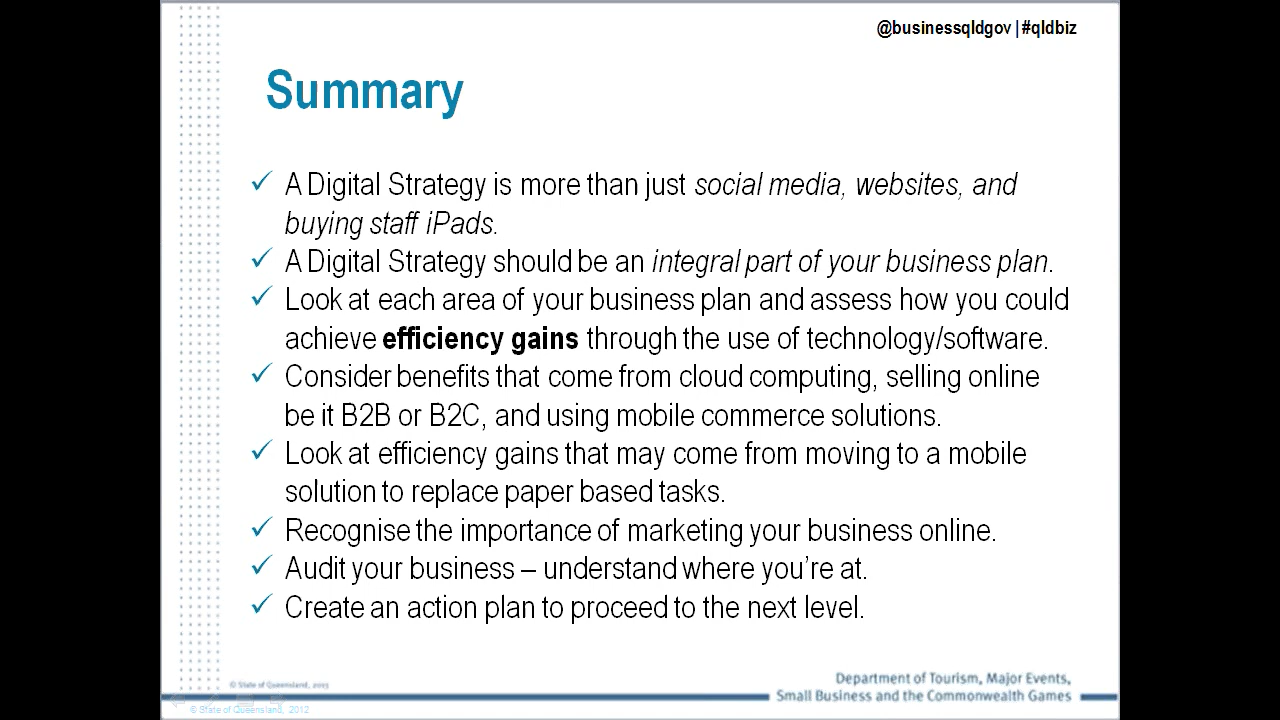 @businessqldgov | #qldbiz
Summary
✓ A Digital Strategy is more than just social media, websites, and
buying staff iPads.
✓ A Digital Strategy should be an integral part of your business plan.
✓ Look at each area of your business plan and assess how you could
achieve efficiency gains through the use of technology/software.
✓ Consider benefits that come from cloud computing, selling online
be it B2B or B2C, and using mobile commerce solutions.
✓ Look at efficiency gains that may come from moving to a mobile
solution to replace paper based tasks.
✓ Recognise the importance of marketing your business online.
✓ Audit your business – understand where you’re at.
✓ Create an action plan to proceed to the next level.
© State of Queensland, 2013
Department of Tourism, Major Events,
Small Business and the Commonwealth Games
© State of Queensland, 2012